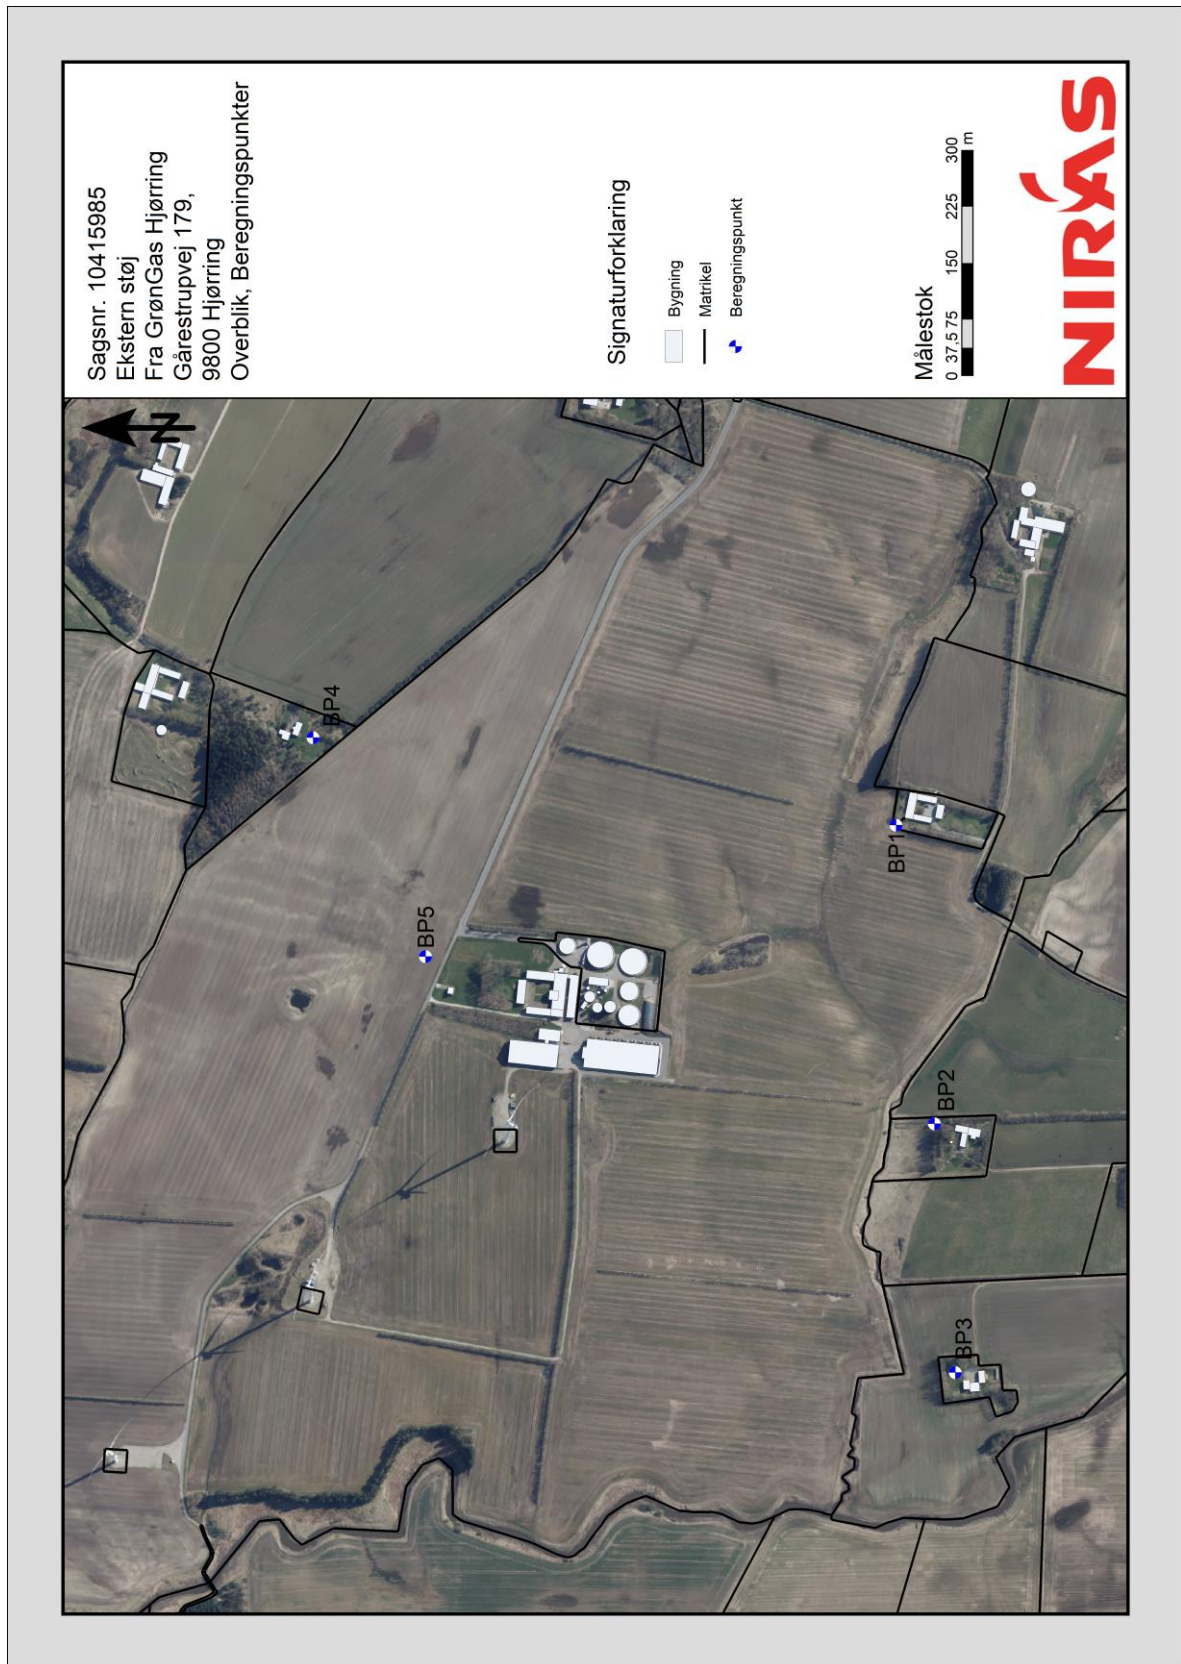 Sagsnr. 10415985
Ekstern støj
Fra GrønGas Hjørring
Gårestrupvej 179,
9800 Hjørring
Overblik, Beregningspunkter
Signaturforklaring
Bygning
Matrikel
Beregningspunkt
Målestok
0 37,5 75 150 225 300
m
NIRAS
N
BP4
BP5
BP1
BP2
BP3